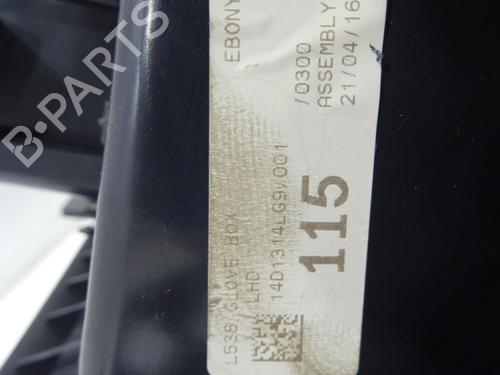 L538 GLOVE BOX
EBONY
LHD
14D1314LG9/001
/0300
115
ASSEMBLY
21/04/16
B-PARTS